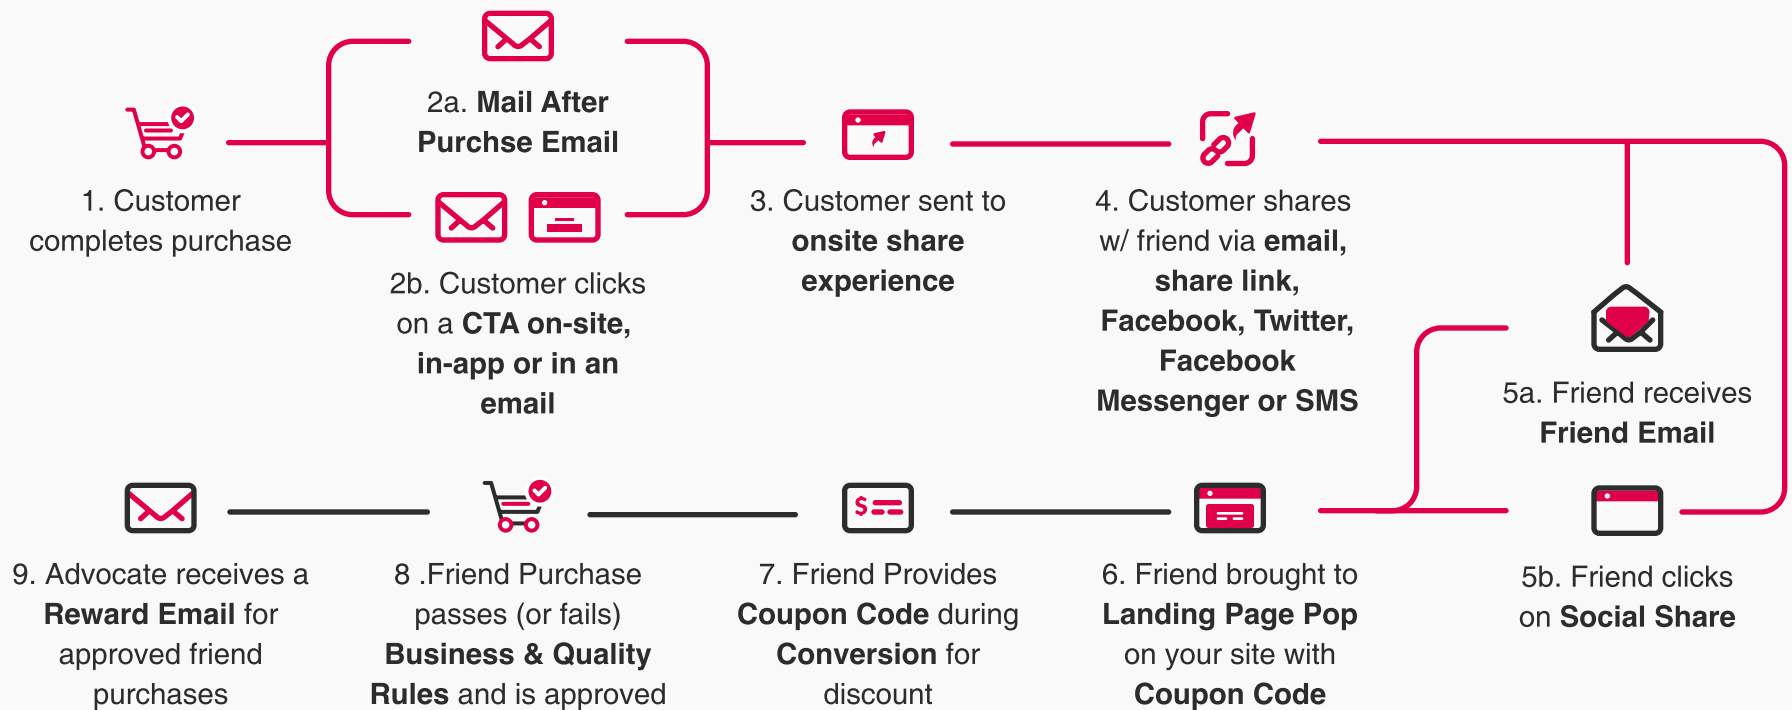 1. Customer
completes purchase
2a. Mail After
Purchse Email
2b. Customer clicks
on a CTA on-site,
in-app or in an
email
3. Customer sent to
onsite share
experience
4. Customer shares
w/ friend via email,
share link,
Facebook, Twitter,
Facebook
Messenger or SMS
5a. Friend receives
Friend Email
5b. Friend clicks
on Social Share
6. Friend brought to
Landing Page Pop
on your site with
Coupon Code
$
7. Friend Provides
Coupon Code during
Conversion for
discount
8 .Friend Purchase
passes (or fails)
Business & Quality
Rules and is approved
9. Advocate receives a
Reward Email for
approved friend
purchases